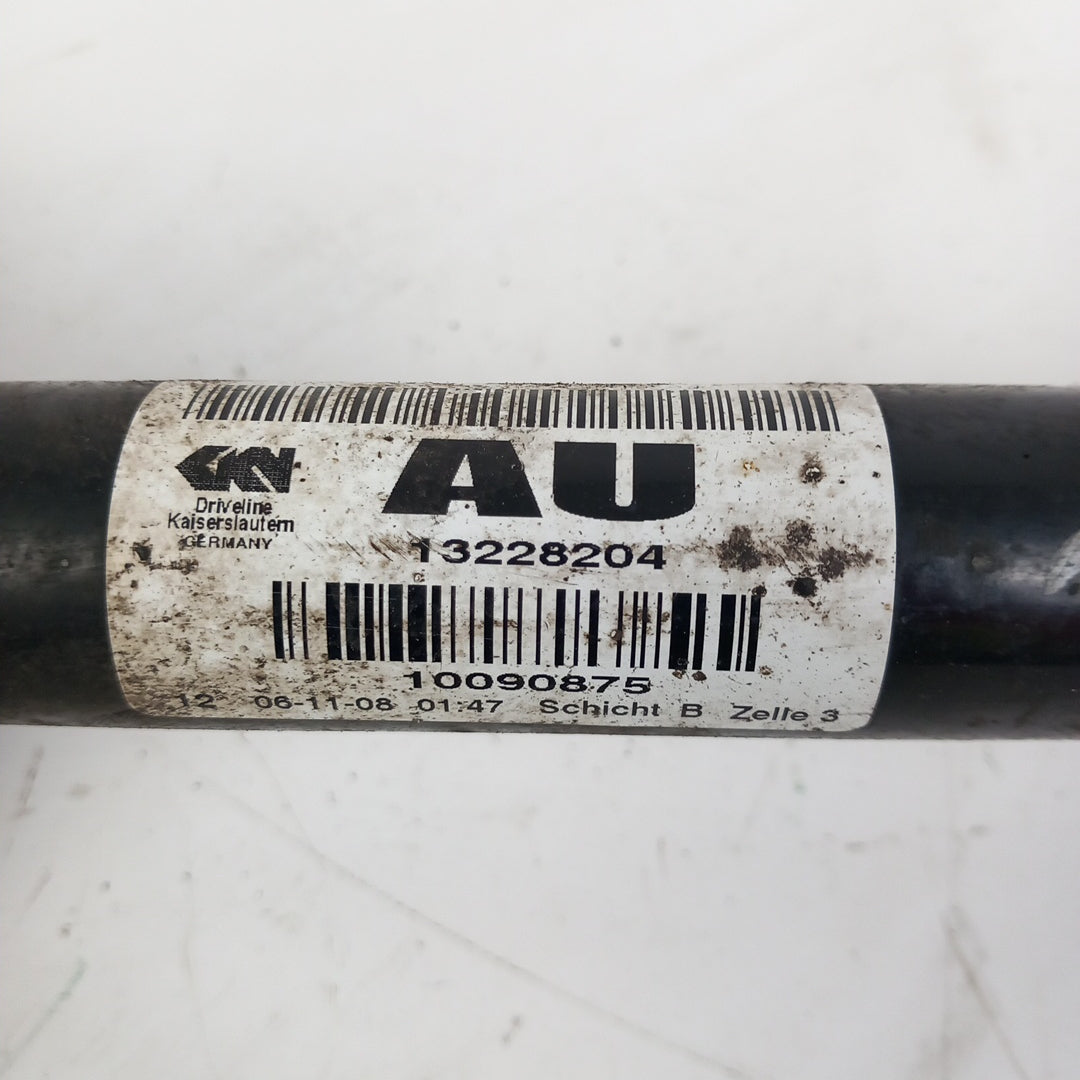 GKN
AU
Driveline
Kaiserslautern
GERMANY
13228204
10090875
12 06-11-08 01:47 Schicht B Zelle 3